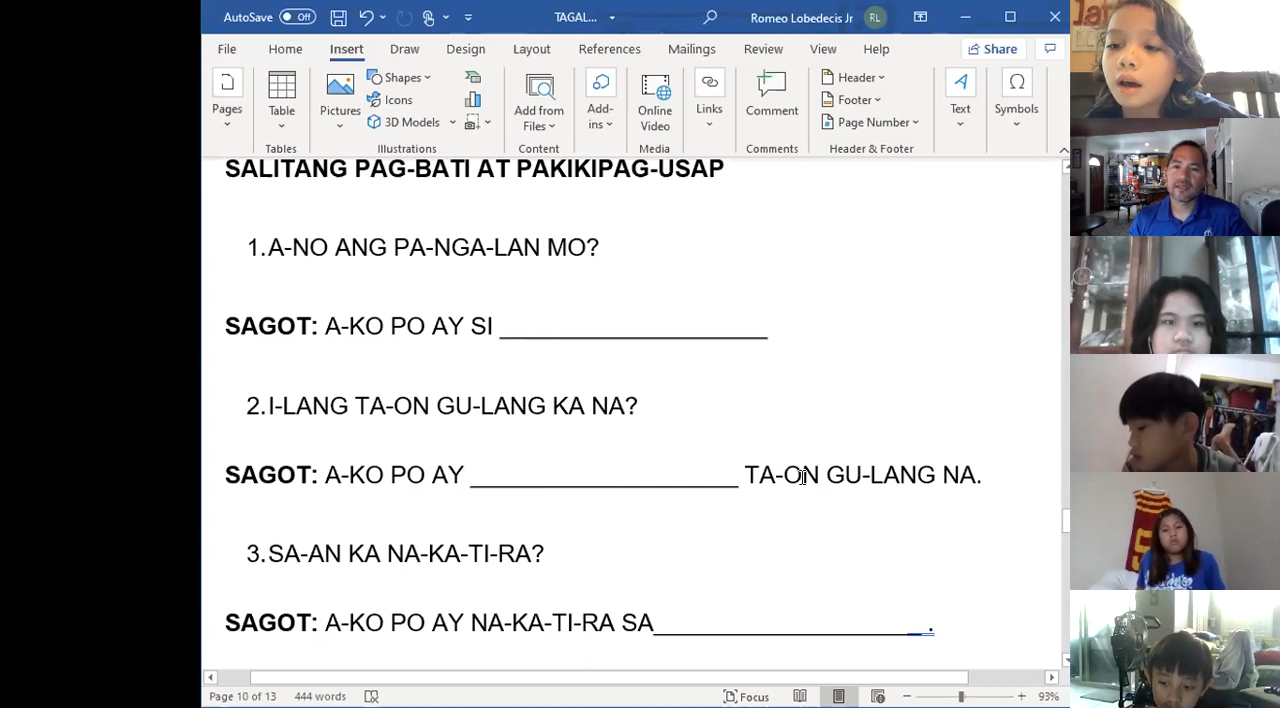 AutoSave Off TAGAL... Romeo Lobedecis Jr RL
File Home Insert Draw Design Layout References Mailings Review View Help Share
Pages Table Pictures Shapes Icons 3D Models Add from Files Add-ins Online Video Links Comment Header Footer Page Number Text Symbols
Tables Illustrations Content Media Comments Header & Footer
SALITANG PAG-BATI AT PAKIKIPAG-USAP
1. A-NO ANG PA-NGA-LAN MO?
SAGOT: A-KO PO AY SI ____________________
2. I-LANG TA-ON GU-LANG KA NA?
SAGOT: A-KO PO AY ____________________ TA-ON GU-LANG NA.
3. SA-AN KA NA-KA-TI-RA?
SAGOT: A-KO PO AY NA-KA-TI-RA SA____________________.
Page 10 of 13 444 words Focus 93%